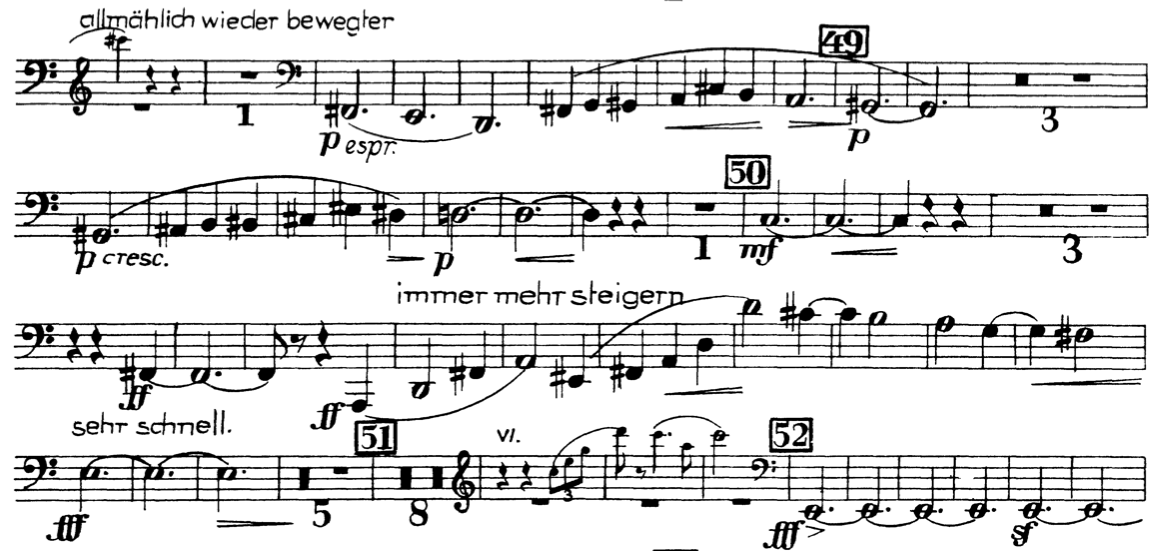 allmählich wieder bewegter
49
1
p espr.
p
3
50
p cresc.
p
1
mf
3
immer mehr steigern
ff
fff
sehr schnell.
51
vl.
52
3
fff
5
8
fff
sf